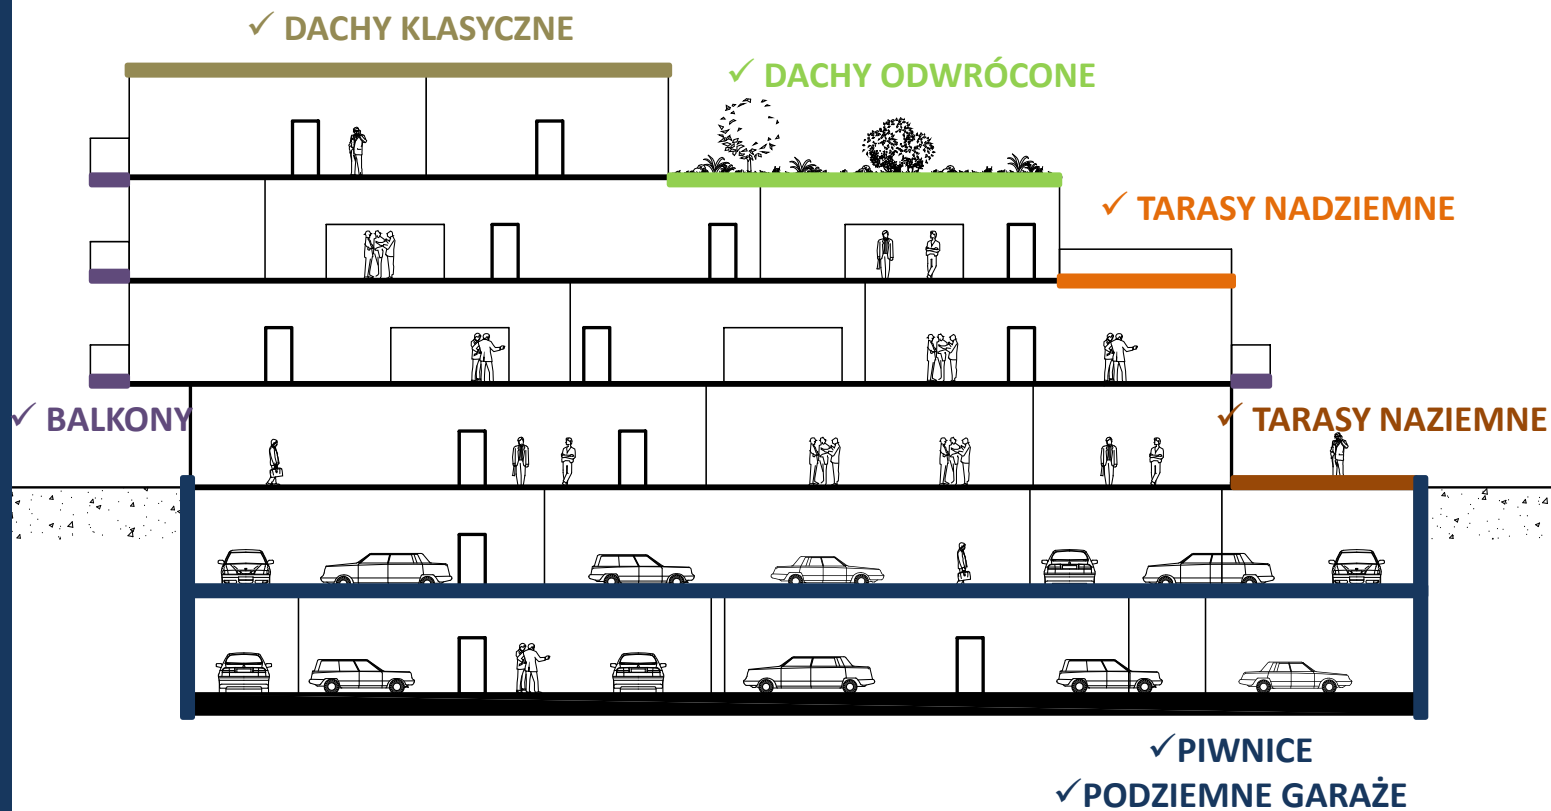 ✓ DACHY KLASYCZNE
✓ DACHY ODWRÓCONE
✓ TARASY NADZIEMNE
✓ BALKONY
✓ TARASY NAZIEMNE
✓ PIWNICE
✓ PODZIEMNE GARAŻE